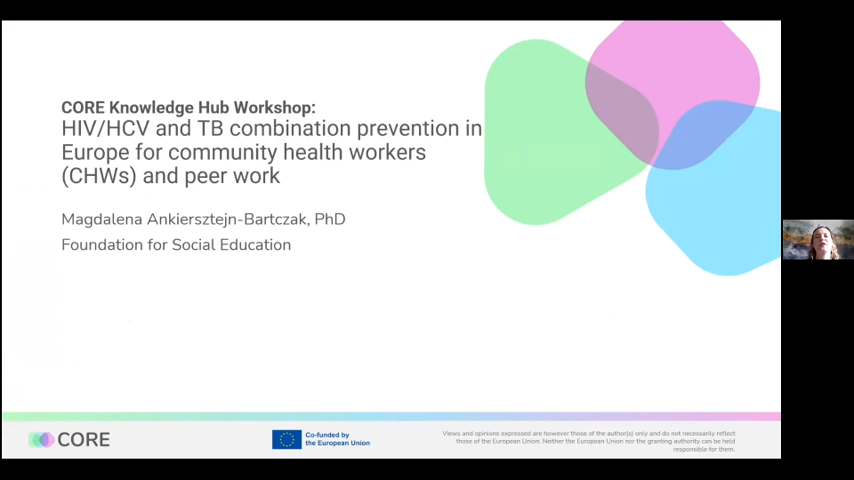 CORE Knowledge Hub Workshop:
HIV/HCV and TB combination prevention in
Europe for community health workers
(CHWs) and peer work
Magdalena Ankiersztejn-Bartczak, PhD
Foundation for Social Education
CORE
Co-funded by
the European Union
Views and opinions expressed are however those of the author(s) only and do not necessarily reflect
those of the European Union. Neither the European Union nor the granting authority can be held
responsible for them.